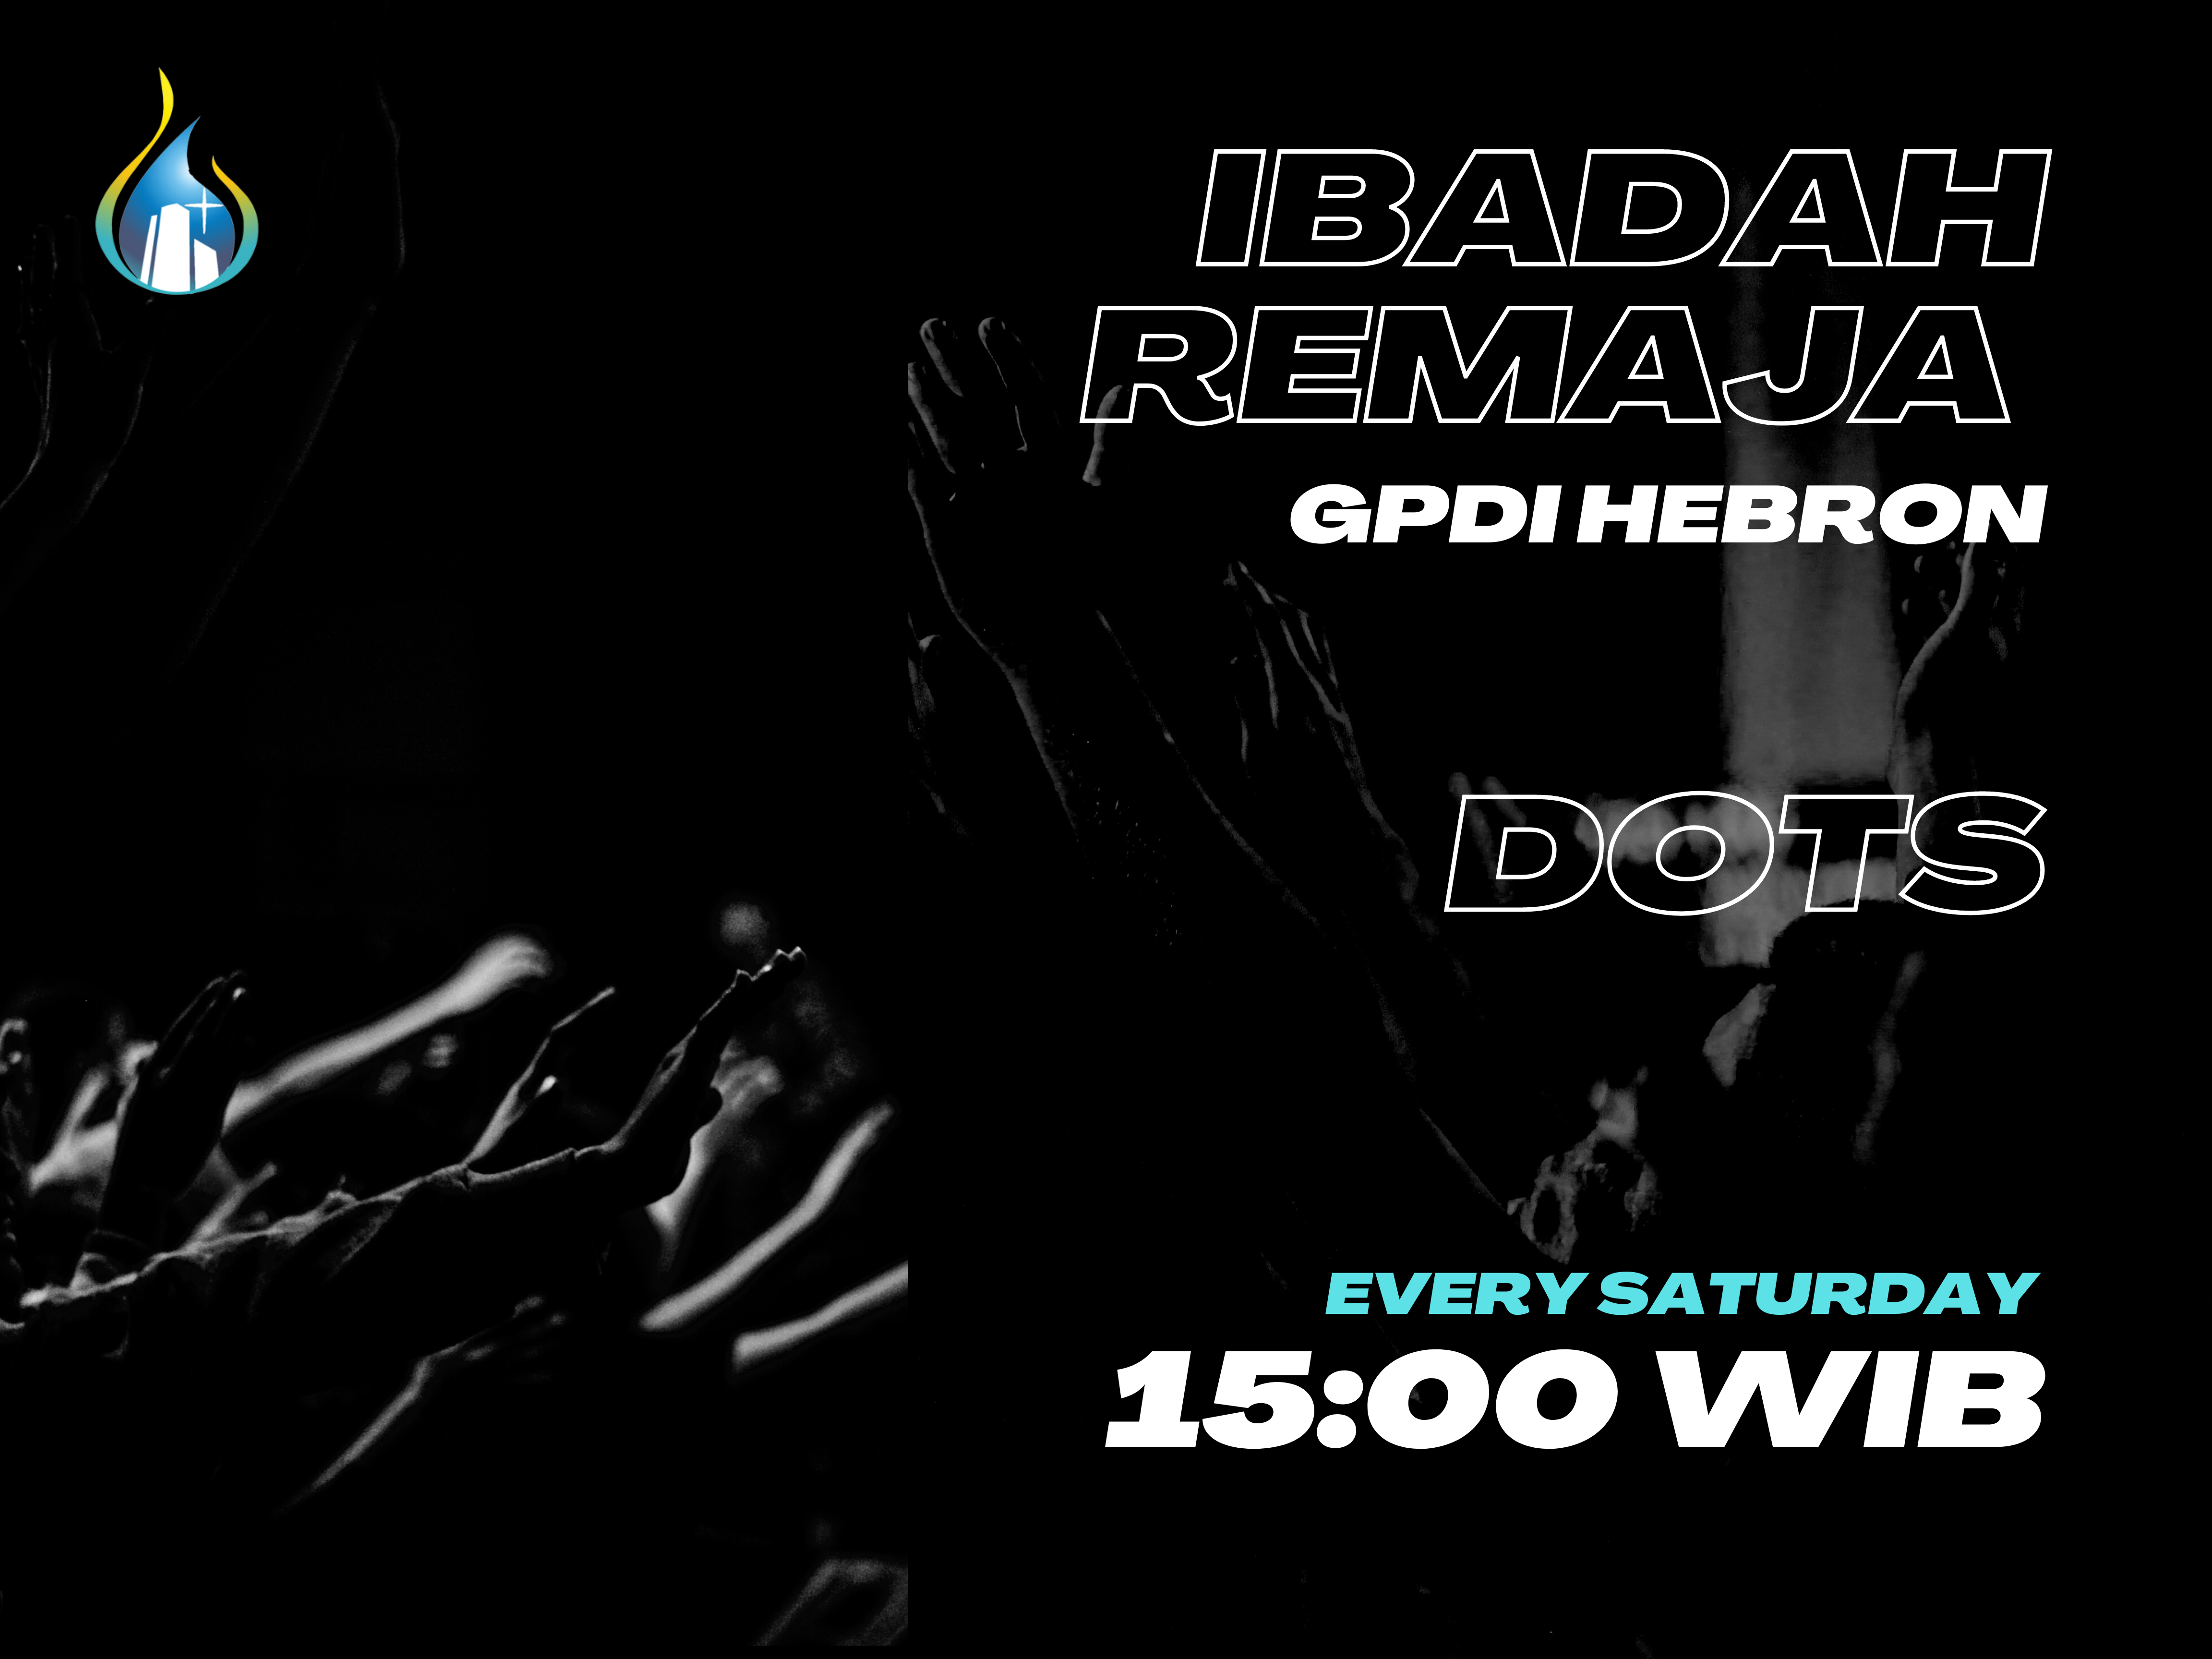 IBADAH
REMAJA
GPDI HEBRON
DOTS
EVERY SATURDAY
15:00 WIB